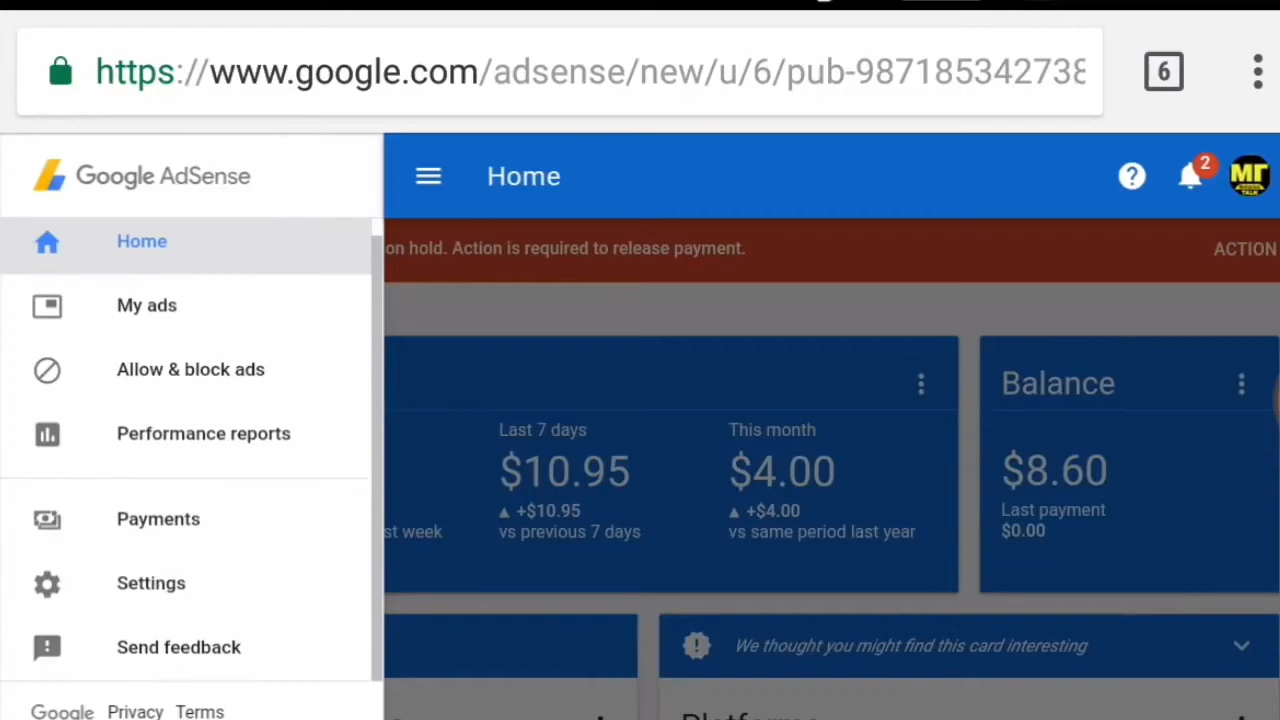 https://www.google.com/adsense/new/u/6/pub-987185342738
6
Google AdSense
Home
My ads
Allow & block ads
Performance reports
Payments
Settings
Send feedback
Google Privacy Terms
Home
2
MT
TALK
on hold. Action is required to release payment.
ACTION
st week
Last 7 days
$10.95
+$10.95
vs previous 7 days
This month
$4.00
+$4.00
vs same period last year
Balance
$8.60
Last payment
$0.00
We thought you might find this card interesting